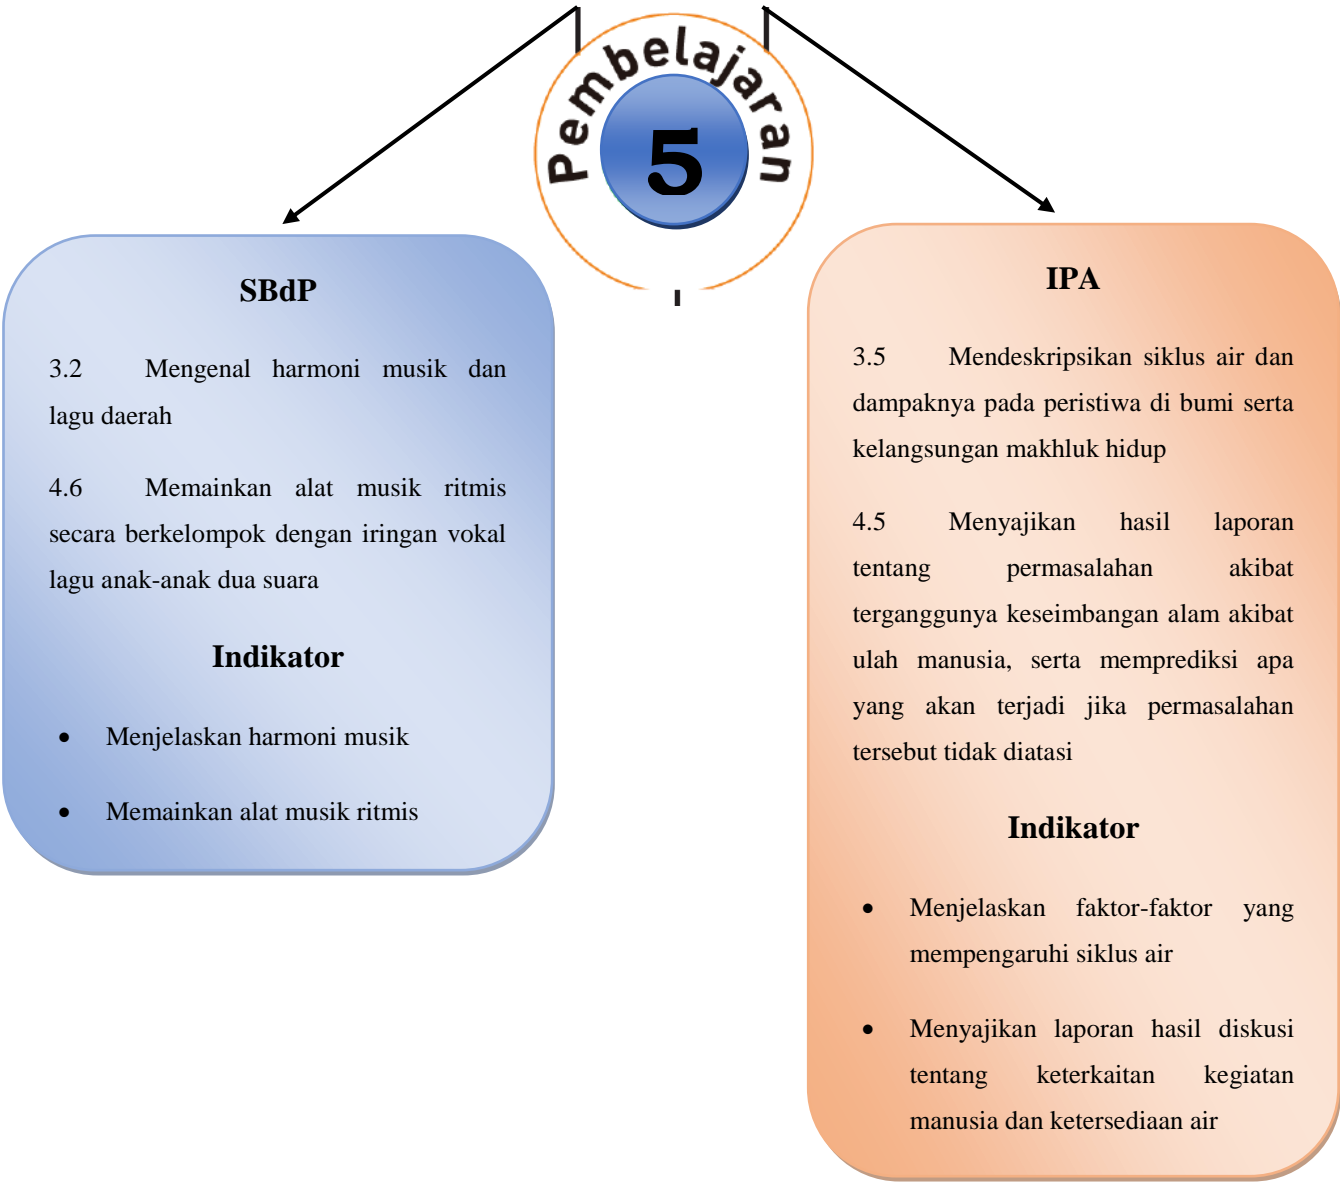 Pembelajaran
5
SBdP
3.2 Mengenal harmoni musik dan
lagu daerah
4.6 Memainkan alat musik ritmis
secara berkelompok dengan iringan vokal
lagu anak-anak dua suara
Indikator
• Menjelaskan harmoni musik
• Memainkan alat musik ritmis
IPA
3.5 Mendeskripsikan siklus air dan
dampaknya pada peristiwa di bumi serta
kelangsungan makhluk hidup
4.5 Menyajikan hasil laporan
tentang permasalahan akibat
terganggunya keseimbangan alam akibat
ulah manusia, serta memprediksi apa
yang akan terjadi jika permasalahan
tersebut tidak diatasi
Indikator
• Menjelaskan faktor-faktor yang
mempengaruhi siklus air
• Menyajikan laporan hasil diskusi
tentang keterkaitan kegiatan
manusia dan ketersediaan air